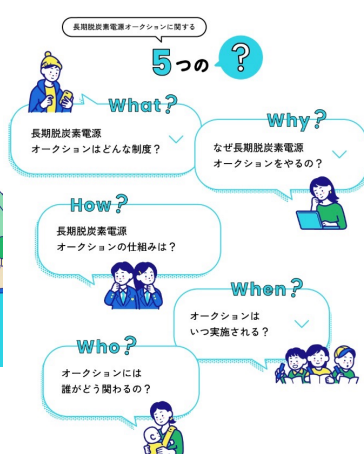 長期脱炭素電源オークションに関する
5つの?
What?
長期脱炭素電源
オークションはどんな制度?
Why?
なぜ長期脱炭素電源
オークションをやるの?
How?
長期脱炭素電源
オークションの仕組みは?
When?
オークションは
いつ実施される?
Who?
オークションには
誰がどう関わるの?